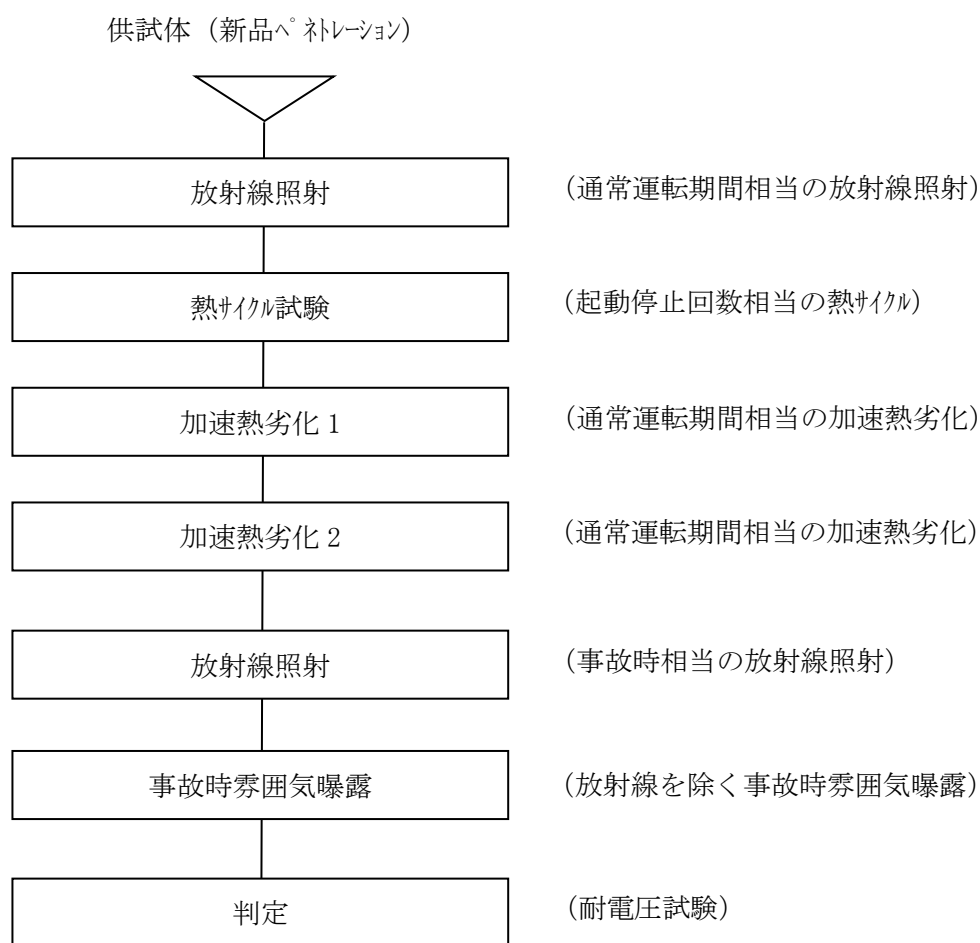 供試体（新品ﾍﾟﾈﾄﾚｰｼｮﾝ）
放射線照射
（通常運転期間相当の放射線照射）
熱ｻｲｸﾙ試験
（起動停止回数相当の熱ｻｲｸﾙ）
加速熱劣化 1
（通常運転期間相当の加速熱劣化）
加速熱劣化 2
（通常運転期間相当の加速熱劣化）
放射線照射
（事故時相当の放射線照射）
事故時雰囲気曝露
（放射線を除く事故時雰囲気曝露）
判定
（耐電圧試験）